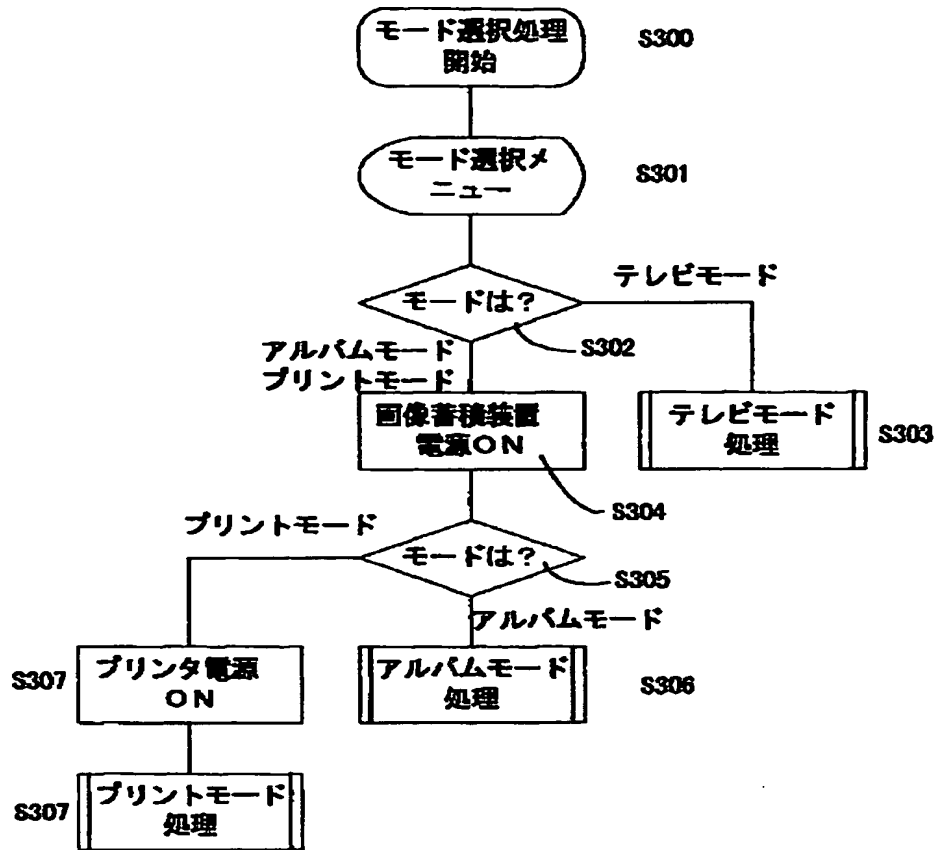 モード選択処理
開始
S300
モード選択メ
ニュー
S301
テレビモード
モードは？
S302
アルバムモード
プリントモード
画像蓄積装置
電源ON
S304
テレビモード
処理
S303
プリントモード
モードは？
S305
アルバムモード
S307
プリンタ電源
ON
アルバムモード
処理
S306
S307
プリントモード
処理